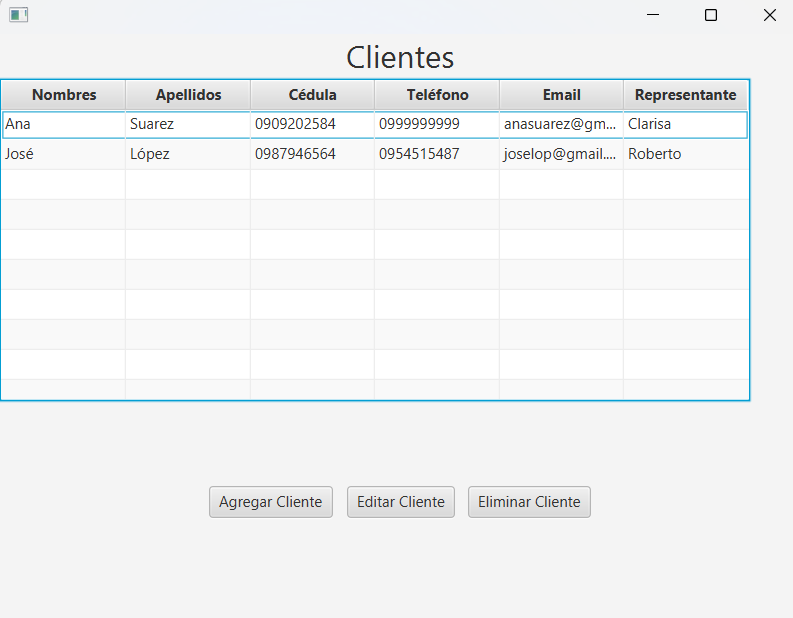 Clientes
Nombres Apellidos Cédula Teléfono Email Representante
Ana Suarez 0909202584 0999999999 anasuarez@gm... Clarisa
José López 0987946564 0954515487 joselop@gmail.... Roberto
Agregar Cliente Editar Cliente Eliminar Cliente